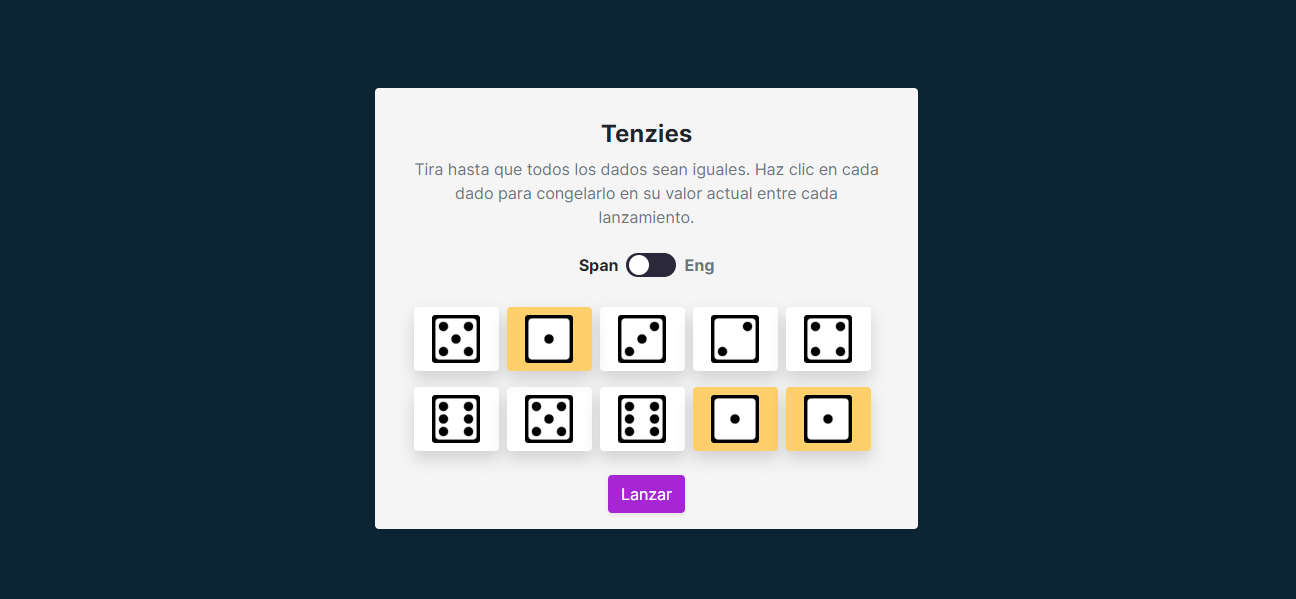 Tenzies
Tira hasta que todos los dados sean iguales. Haz clic en cada
dado para congelarlo en su valor actual entre cada
lanzamiento.
Span Eng
Lanzar